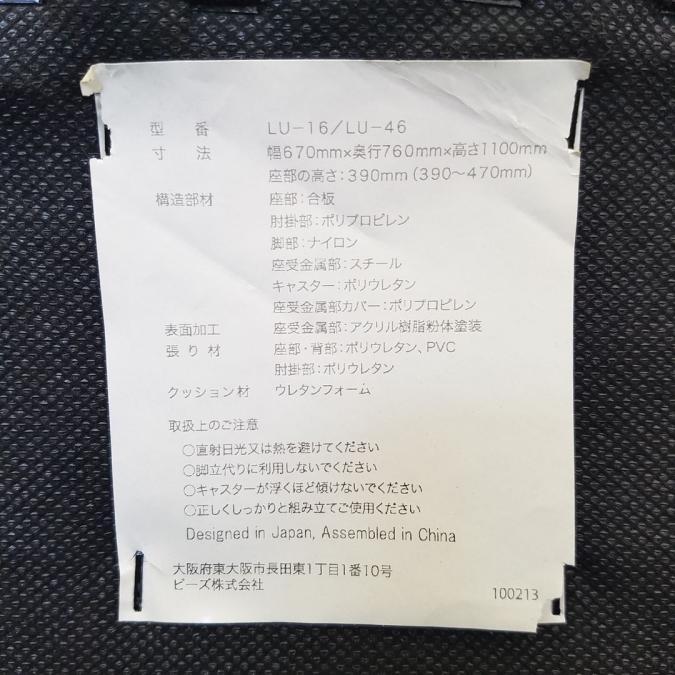 型 番 LU-16/LU-46
寸 法 幅670mm×奥行760mm×高さ1100mm
座部の高さ:390mm(390~470mm)
構造部材 座部:合板
肘掛部:ポリプロピレン
脚部:ナイロン
座受金属部:スチール
キャスター:ポリウレタン
座受金属部カバー:ポリプロピレン
表面加工 座受金属部:アクリル樹脂粉体塗装
張り材 座部・背部:ポリウレタン、PVC
肘掛部:ポリウレタン
クッション材 ウレタンフォーム
取扱上のご注意
○直射日光又は熱を避けてください
○脚立代りに利用しないでください
○キャスターが浮くほど傾けないでください
○正しくしっかりと組み立てご使用ください
Designed in Japan, Assembled in China
大阪府東大阪市長田東1丁目1番10号
ビーズ株式会社
100213